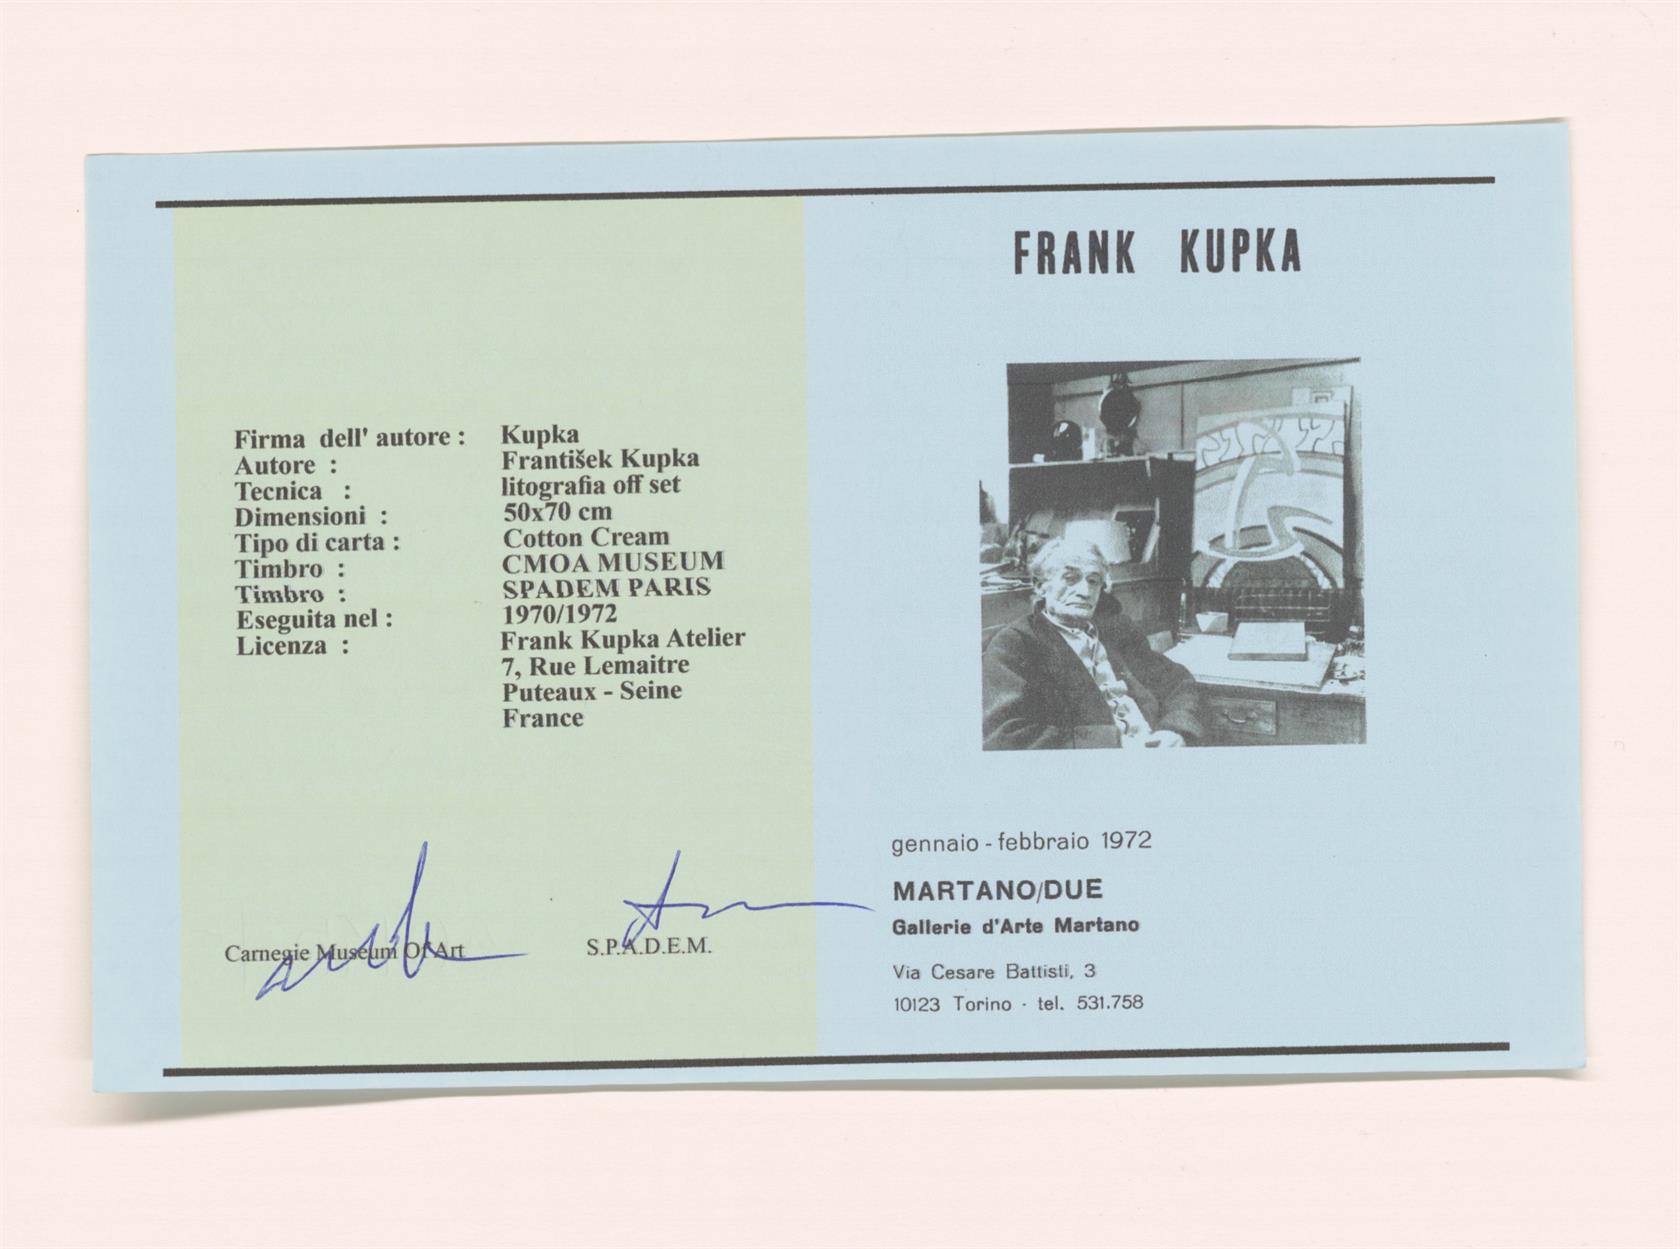 Firma dell' autore : Kupka
Autore : František Kupka
Tecnica : litografia off set
Dimensioni : 50x70 cm
Tipo di carta : Cotton Cream
Timbro : CMOA MUSEUM
Timbro : SPADEM PARIS
Eseguita nel : 1970/1972
Licenza : Frank Kupka Atelier
7, Rue Lemaitre
Puteaux - Seine
France
Carnegie Museum Of Art
S.P.A.D.E.M.
FRANK KUPKA
gennaio - febbraio 1972
MARTANO/DUE
Gallerie d'Arte Martano
Via Cesare Battisti, 3
10123 Torino · tel. 531.758